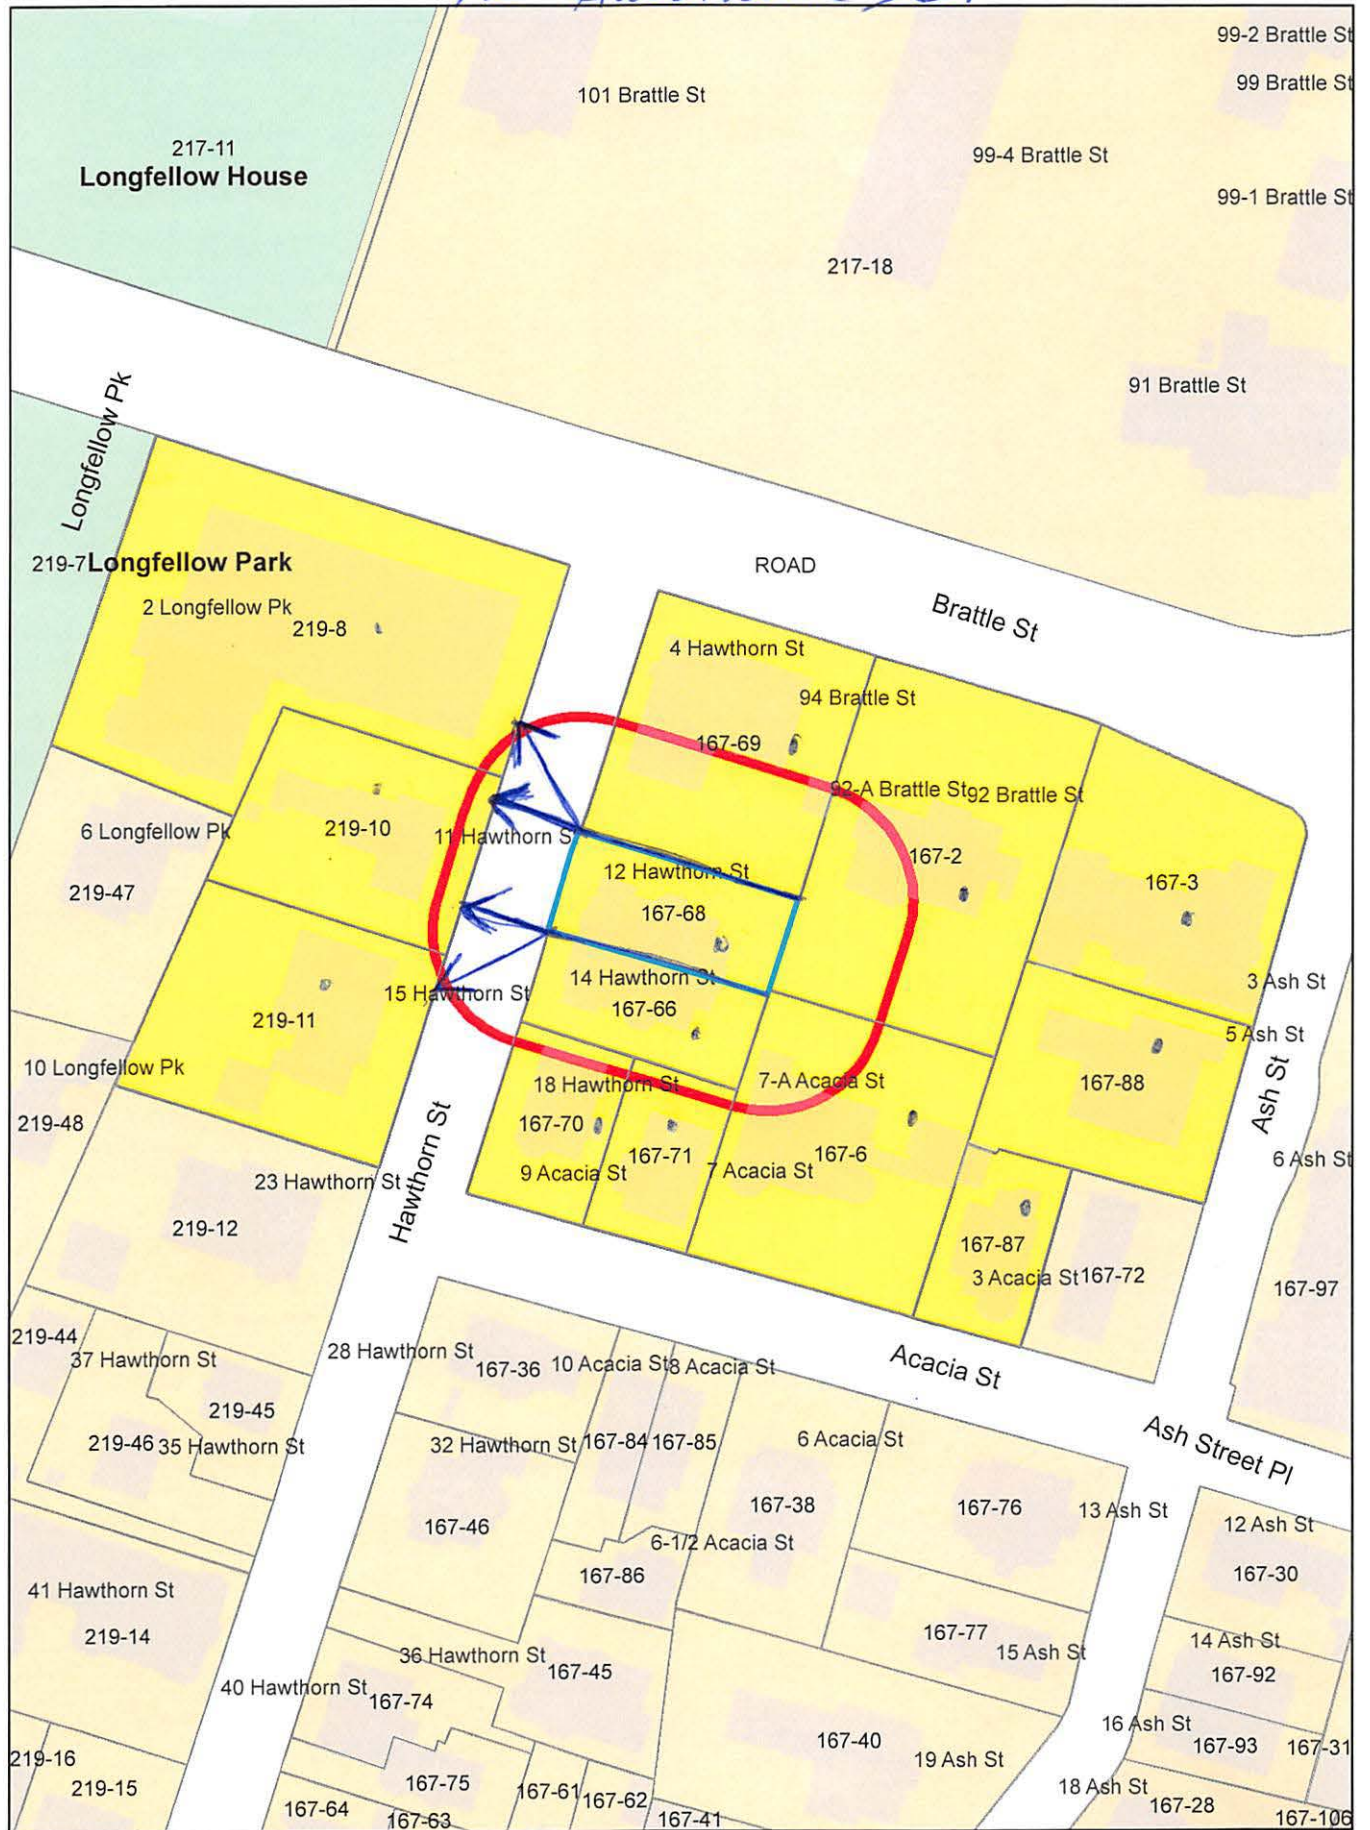 99-2 Brattle St
101 Brattle St
99 Brattle St
217-11
Longfellow House
99-4 Brattle St
99-1 Brattle St
217-18
91 Brattle St
Longfellow Pk
219-7
Longfellow Park
ROAD
Brattle St
2 Longfellow Pk
219-8
4 Hawthorn St
94 Brattle St
167-69
92-A Brattle St
92 Brattle St
6 Longfellow Pk
219-10
11 Hawthorn S
167-2
12 Hawthorn St
167-3
219-47
167-68
14 Hawthorn St
3 Ash St
15 Hawthorn St
167-66
219-11
5 Ash St
10 Longfellow Pk
18 Hawthorn St
7-A Acacia St
167-88
Ash St
219-48
167-70
167-71
167-6
6 Ash St
9 Acacia St
7 Acacia St
23 Hawthorn St
Hawthorn St
219-12
167-87
3 Acacia St
167-72
167-97
219-44
37 Hawthorn St
28 Hawthorn St
167-36
10 Acacia St
8 Acacia St
Acacia St
219-45
219-46
35 Hawthorn St
32 Hawthorn St
167-84
167-85
6 Acacia St
Ash Street Pl
167-46
167-38
167-76
13 Ash St
12 Ash St
6-1/2 Acacia St
167-86
167-30
41 Hawthorn St
219-14
36 Hawthorn St
167-45
167-77
15 Ash St
14 Ash St
167-92
40 Hawthorn St
167-74
16 Ash St
167-40
167-93
167-31
219-16
19 Ash St
219-15
167-75
167-61
167-62
18 Ash St
167-28
167-64
167-63
167-41
167-106